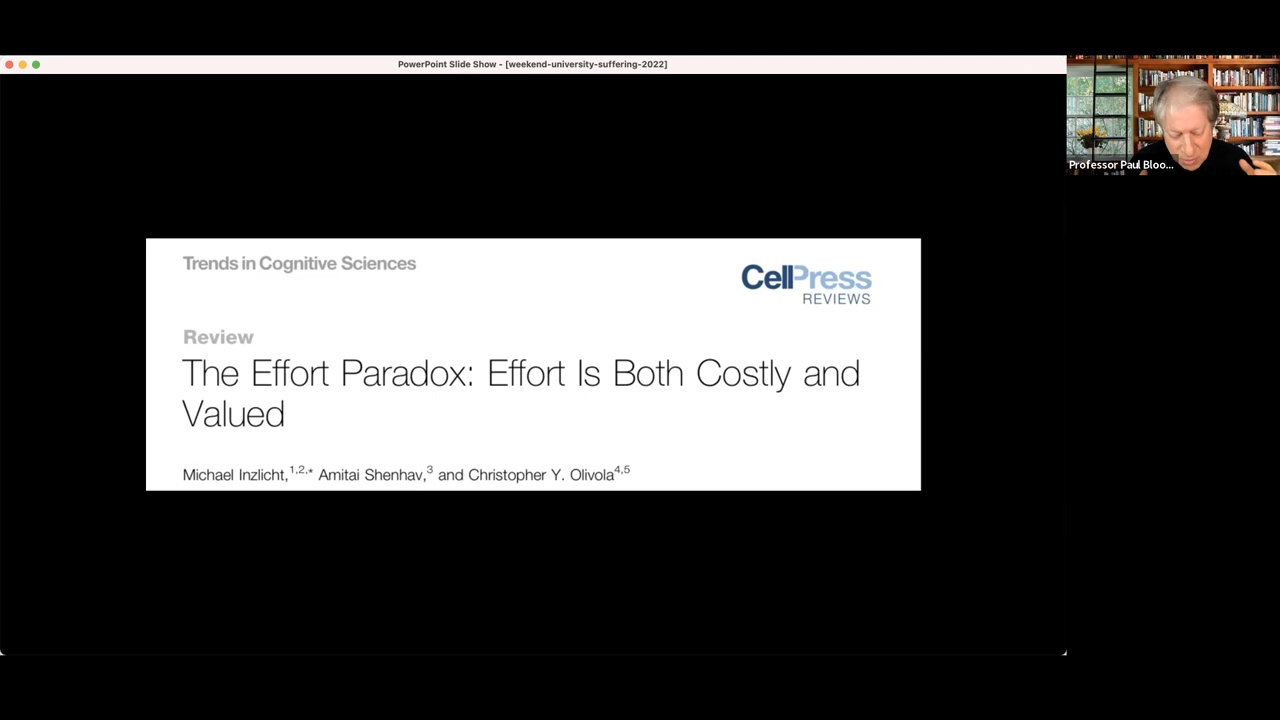 PowerPoint Slide Show - [weekend-university-suffering-2022]
Professor Paul Bloo...
Trends in Cognitive Sciences
CellPress
REVIEWS
Review
The Effort Paradox: Effort Is Both Costly and
Valued
Michael Inzlicht,1,2,* Amitai Shenhav,3 and Christopher Y. Olivola4,5